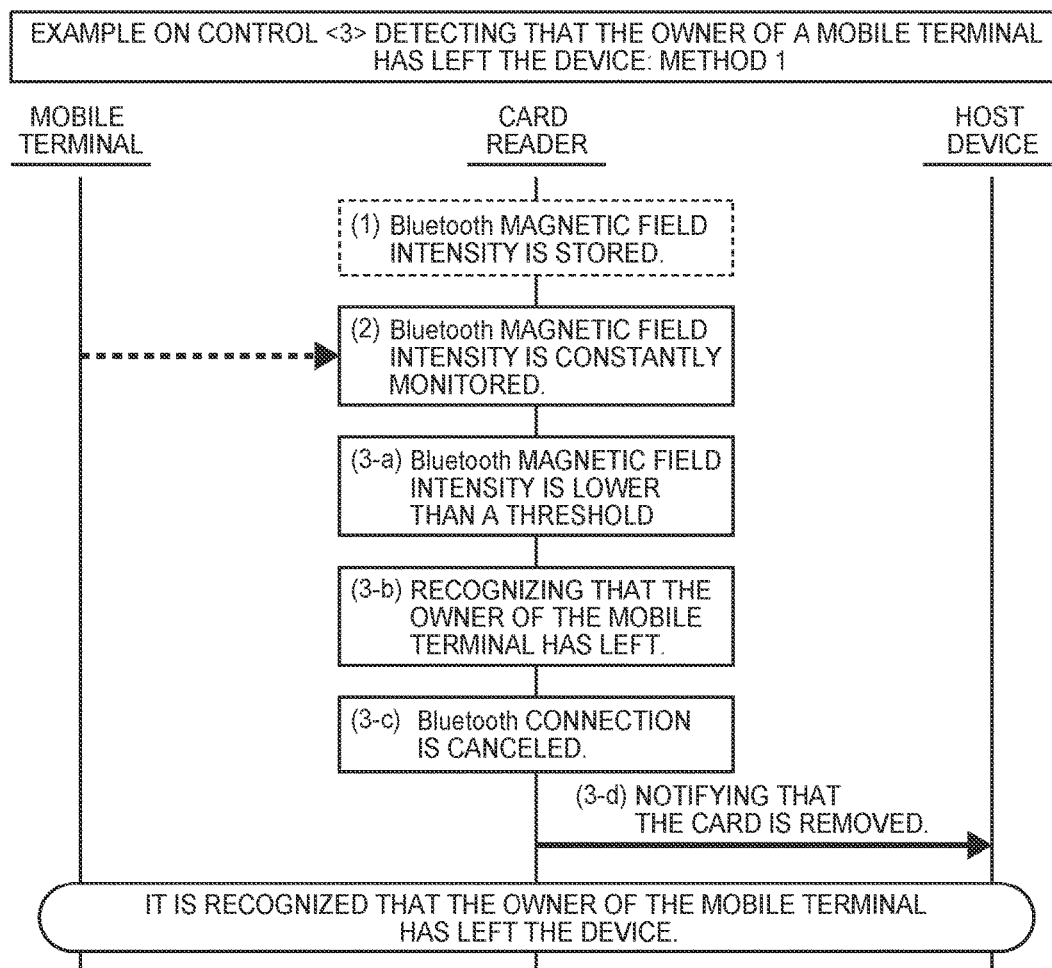 EXAMPLE ON CONTROL <3> DETECTING THAT THE OWNER OF A MOBILE TERMINAL
HAS LEFT THE DEVICE: METHOD 1
MOBILE
TERMINAL
CARD
READER
HOST
DEVICE
(1) Bluetooth MAGNETIC FIELD
INTENSITY IS STORED.
(2) Bluetooth MAGNETIC FIELD
INTENSITY IS CONSTANTLY
MONITORED.
(3-a) Bluetooth MAGNETIC FIELD
INTENSITY IS LOWER
THAN A THRESHOLD
(3-b) RECOGNIZING THAT THE
OWNER OF THE MOBILE
TERMINAL HAS LEFT.
(3-c) Bluetooth CONNECTION
IS CANCELED.
(3-d) NOTIFYING THAT
THE CARD IS REMOVED.
IT IS RECOGNIZED THAT THE OWNER OF THE MOBILE TERMINAL
HAS LEFT THE DEVICE.